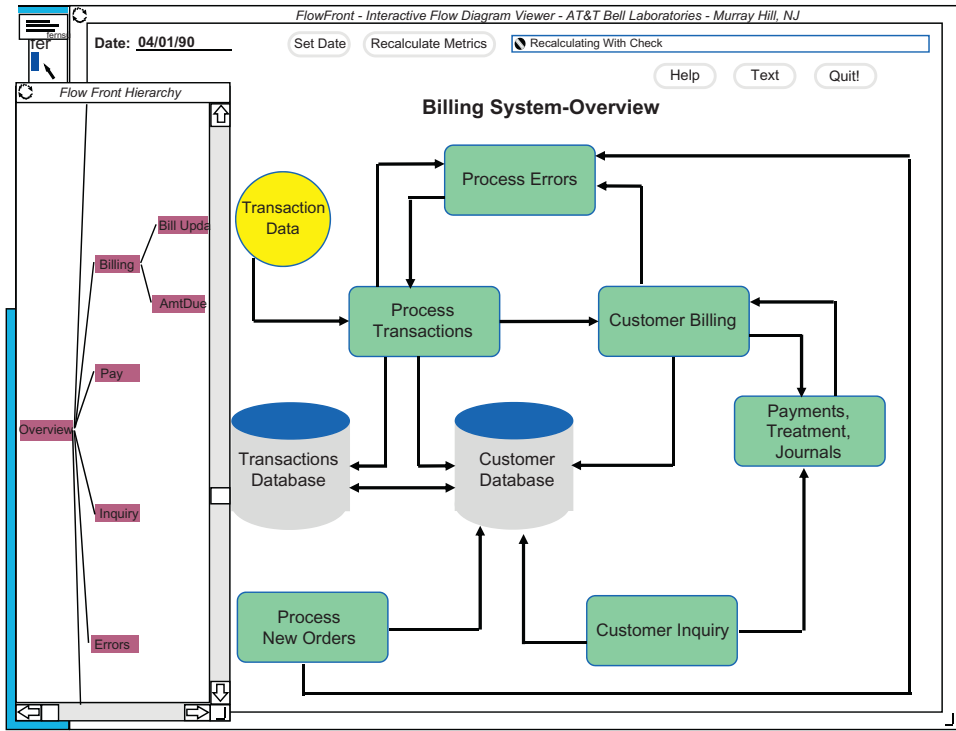 FlowFront - Interactive Flow Diagram Viewer - AT&T Bell Laboratories - Murray Hill, NJ
fer
Date: 04/01/90
Set Date
Recalculate Metrics
Recalculating With Check
Help
Text
Quit!
Flow Front Hierarchy
Billing System-Overview
Process Errors
Transaction
Data
Bill Upda
Billing
AmtDue
Process
Transactions
Customer Billing
Pay
Payments,
Treatment,
Journals
Overview
Transactions
Database
Customer
Database
Inquiry
Process
New Orders
Customer Inquiry
Errors